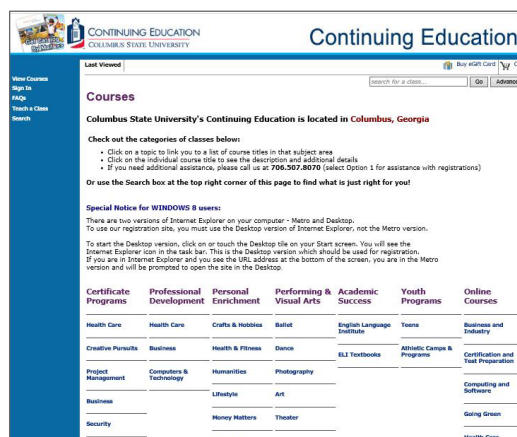 CONTINUING EDUCATION
COLUMBUS STATE UNIVERSITY
Continuing Education
Last Viewed
Buy eGift Card
View Courses
Sign In
FAQs
Teach a Class
Search
search for a class...
Go
Advanc
Courses
Columbus State University's Continuing Education is located in Columbus, Georgia
Check out the categories of classes below:
• Click on a topic to link you to a list of course titles in that subject area
• Click on the individual course title to see the description and additional details
• If you need additional assistance, please call us at 706.507.8070 (select Option 1 for assistance with registrations)
Or use the Search box at the top right corner of this page to find what is just right for you!
Special Notice for WINDOWS 8 users:
There are two versions of Internet Explorer on your computer - Metro and Desktop.
To use our registration site, you must use the Desktop version of Internet Explorer, not the Metro version.
To start the Desktop version, click on or touch the Desktop tile on your Start screen. You will see the
Internet Explorer icon in the task bar. This is the Desktop version which should be used for registration.
If you are in Internet Explorer and you see the URL address at the bottom of the screen, you are in the Metro
version and will be prompted to open the site in the Desktop.
Certificate Programs
Professional Development
Personal Enrichment
Performing & Visual Arts
Academic Success
Youth Programs
Online Courses
Health Care
Health Care
Crafts & Hobbies
Ballet
English Language Institute
Teens
Business and Industry
Creative Pursuits
Business
Health & Fitness
Dance
ELI Textbooks
Athletic Camps & Programs
Certification and Test Preparation
Project Management
Computers & Technology
Humanities
Photography
Computing and Software
Business
Lifestyle
Art
Going Green
Security
Money Matters
Theater
Health Care